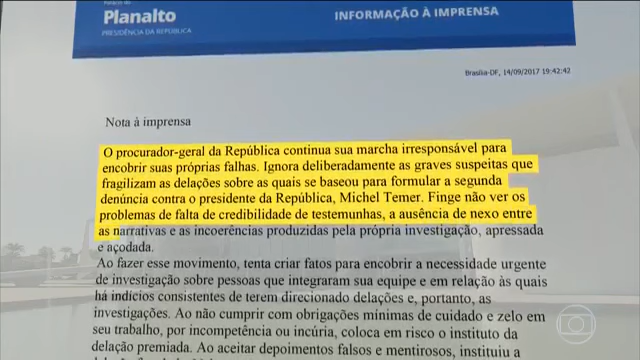 Palácio do
Planalto
PRESIDÊNCIA DA REPÚBLICA
INFORMAÇÃO À IMPRENSA
Brasília-DF, 14/09/2017 19:42:42
Nota à imprensa
O procurador-geral da República continua sua marcha irresponsável para
encobrir suas próprias falhas. Ignora deliberadamente as graves suspeitas que
fragilizam as delações sobre as quais se baseou para formular a segunda
denúncia contra o presidente da República, Michel Temer. Finge não ver os
problemas de falta de credibilidade de testemunhas, a ausência de nexo entre
as narrativas e as incoerências produzidas pela própria investigação, apressada
e açodada.
Ao fazer esse movimento, tenta criar fatos para encobrir a necessidade urgente
de investigação sobre pessoas que integraram sua equipe e em relação às quais
há indícios consistentes de terem direcionado delações e, portanto, as
investigações. Ao não cumprir com obrigações mínimas de cuidado e zelo em
seu trabalho, por incompetência ou incúria, coloca em risco o instituto da
delação premiada. Ao aceitar depoimentos falsos e mentirosos, instituiu a